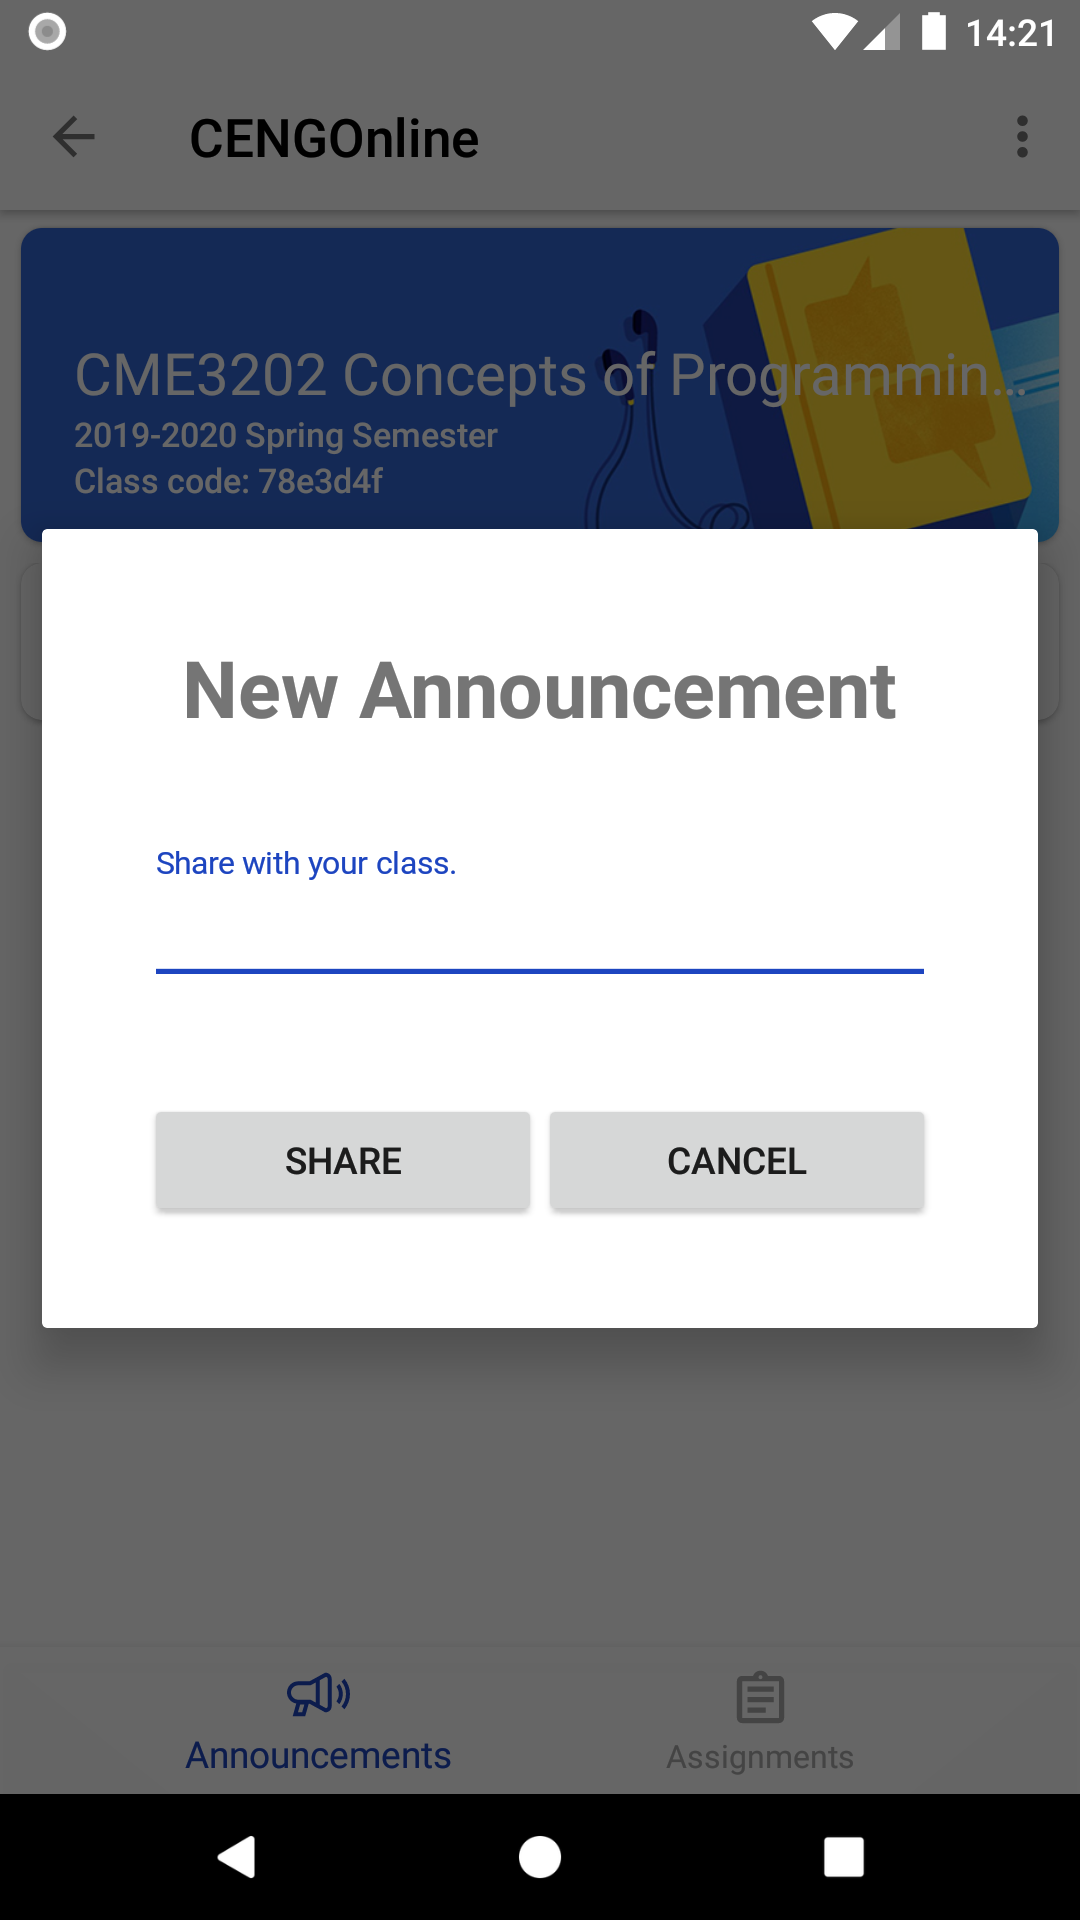 14:21
CENGOnline
CME3202 Concepts of Programmin...
2019-2020 Spring Semester
Class code: 78e3d4f
New Announcement
Share with your class.
SHARE
CANCEL
Announcements
Assignments